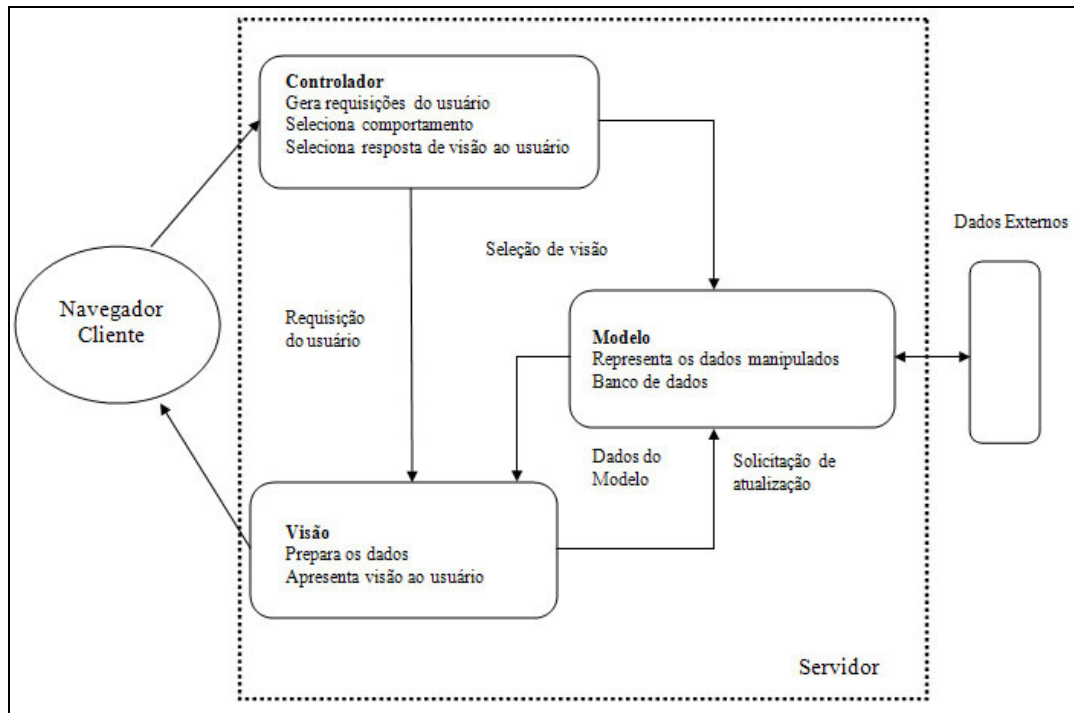 Controlador
Gera requisições do usuário
Seleciona comportamento
Seleciona resposta de visão ao usuário
Dados Externos
Seleção de visão
Navegador
Cliente
Requisição
do usuário
Modelo
Representa os dados manipulados
Banco de dados
Dados do
Modelo
Solicitação de
atualização
Visão
Prepara os dados
Apresenta visão ao usuário
Servidor